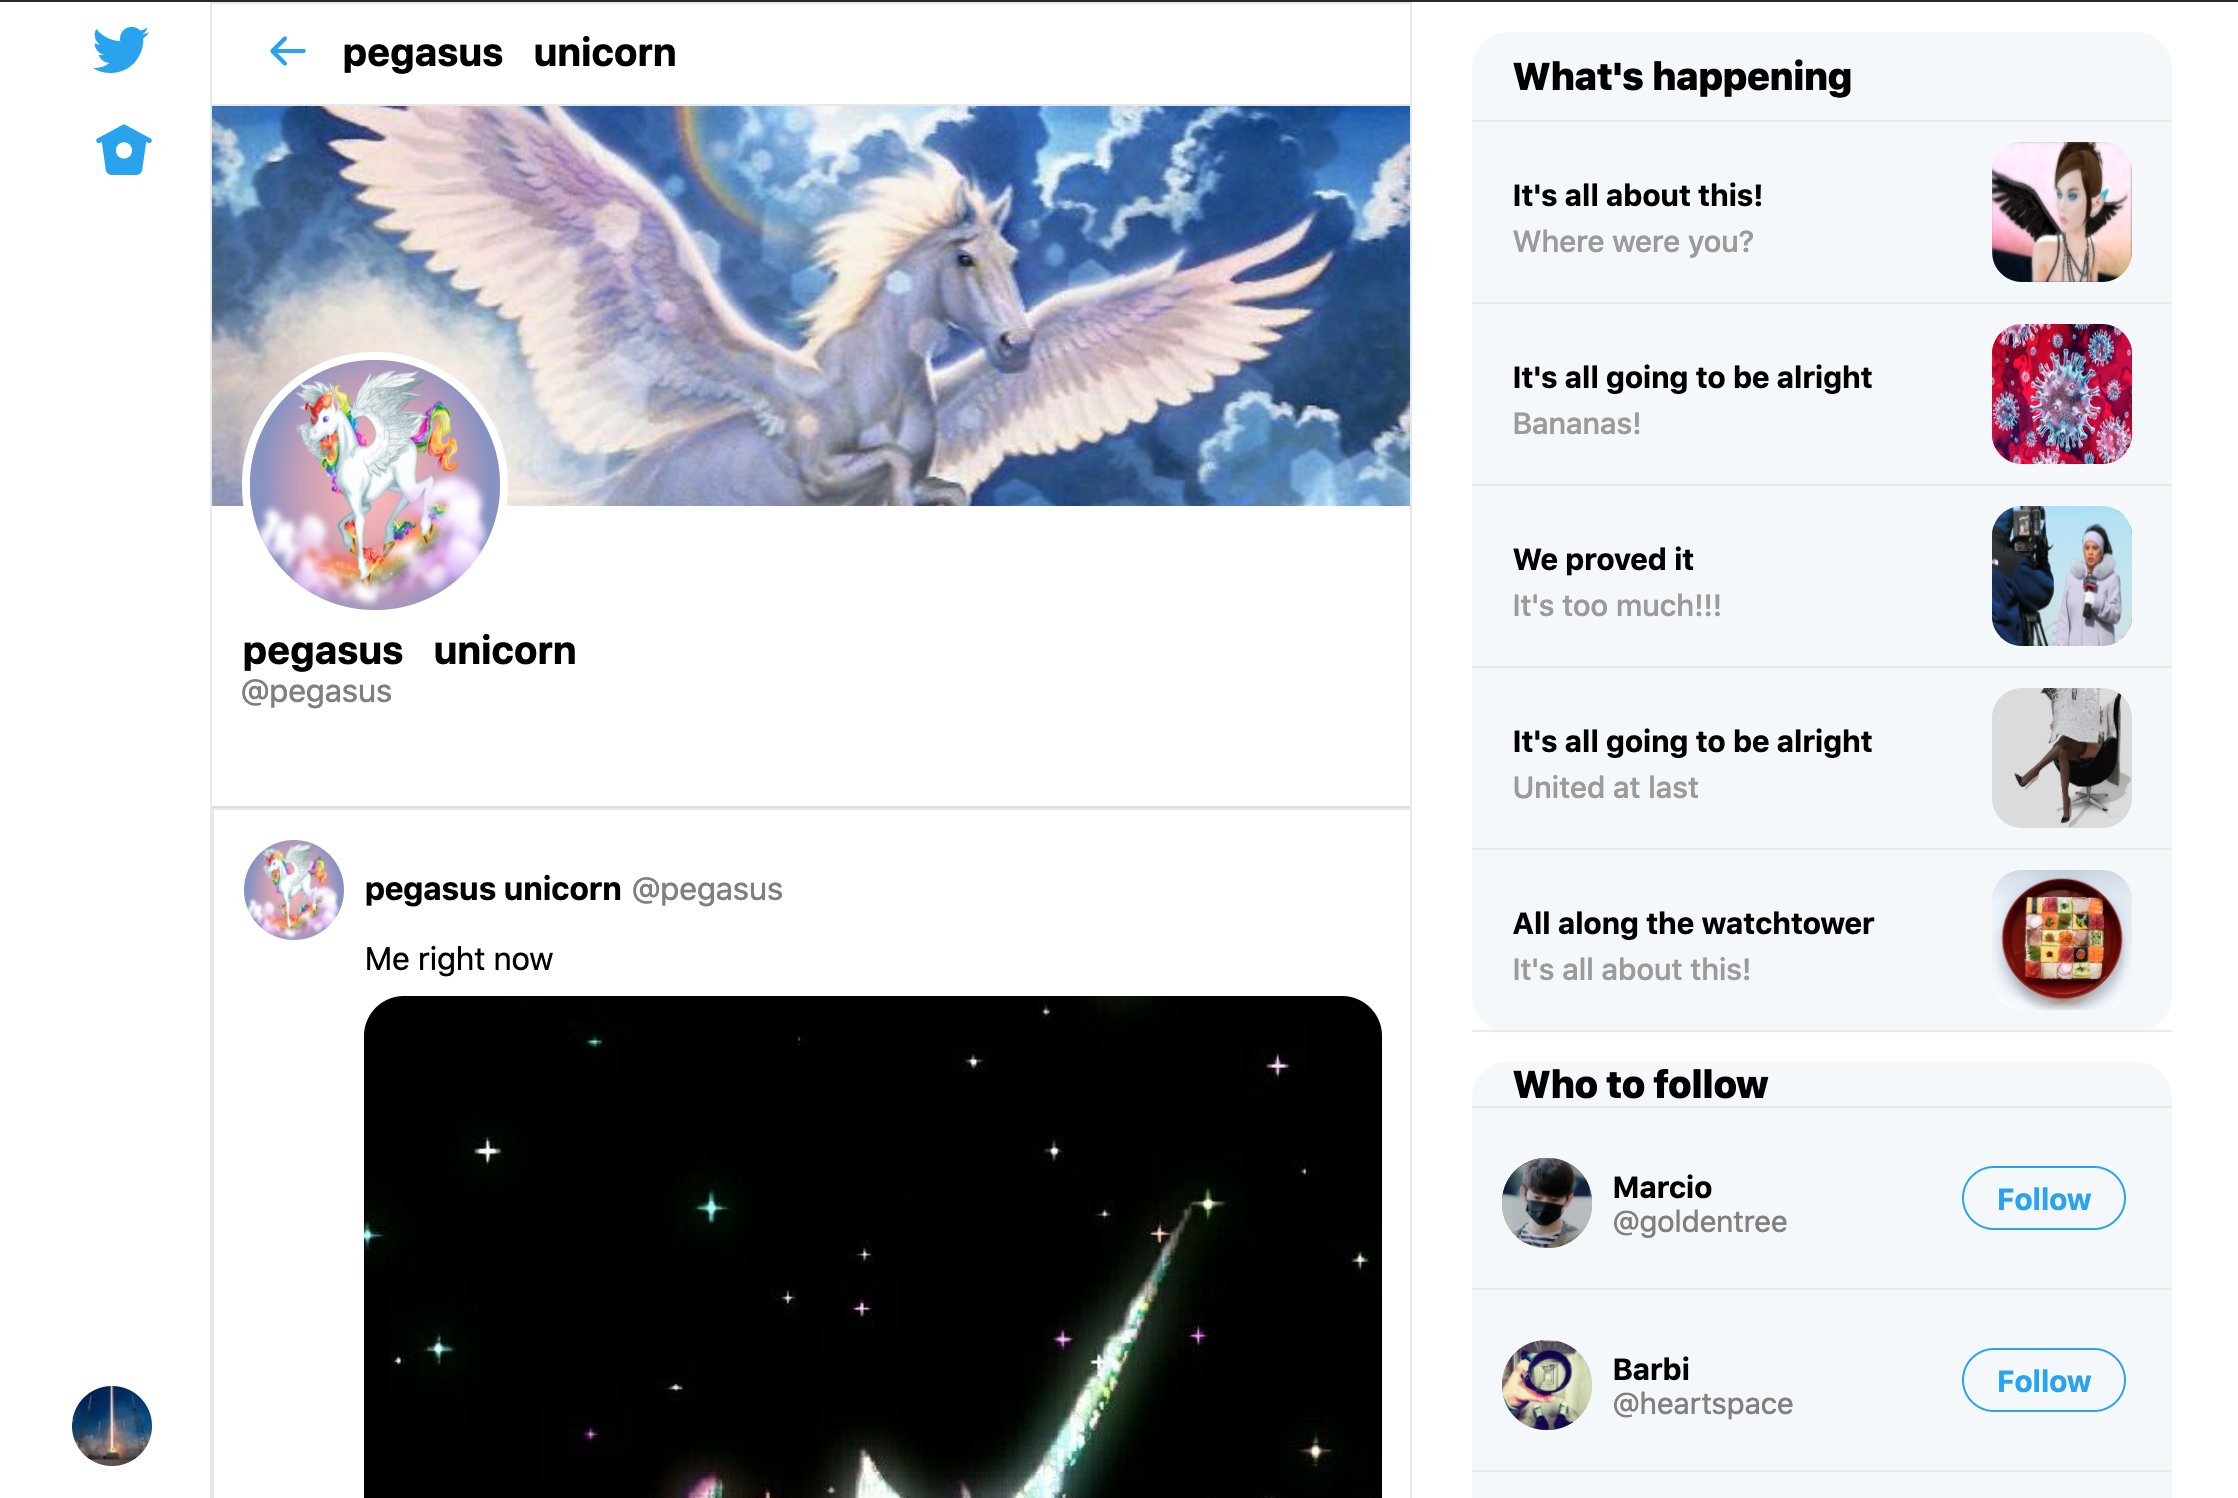 pegasus unicorn
pegasus unicorn
@pegasus
pegasus unicorn @pegasus
Me right now
What's happening
It's all about this!
Where were you?
It's all going to be alright
Bananas!
We proved it
It's too much!!!
It's all going to be alright
United at last
All along the watchtower
It's all about this!
Who to follow
Marcio
@goldentree
Follow
Barbi
@heartspace
Follow